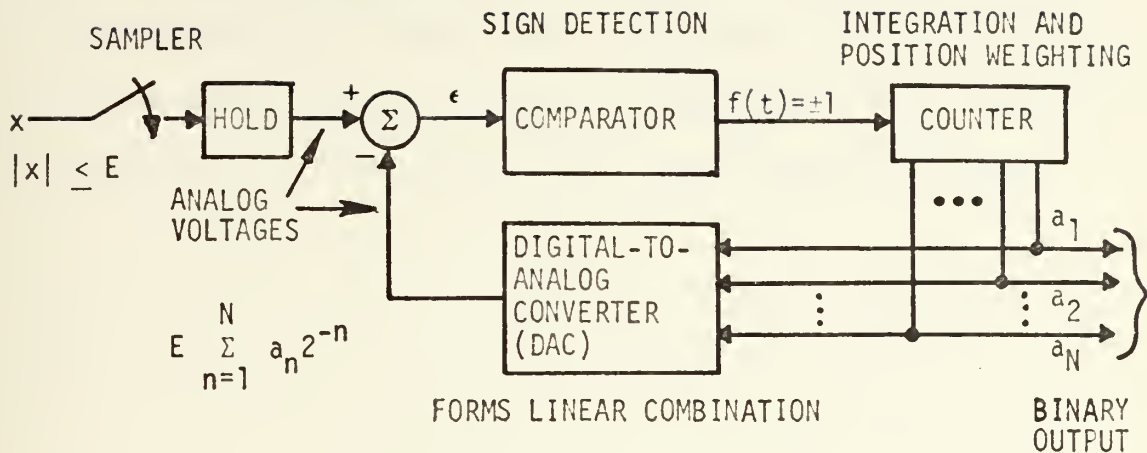 SAMPLER
SIGN DETECTION
INTEGRATION AND
POSITION WEIGHTING
x
|x| ≤ E
HOLD
+
Σ
-
ϵ
COMPARATOR
f(t)=±1
COUNTER
ANALOG
VOLTAGES
DIGITAL-TO-
ANALOG
CONVERTER
(DAC)
•••
a1
a2
aN
N
E Σ an2-n
n=1
FORMS LINEAR COMBINATION
BINARY
OUTPUT